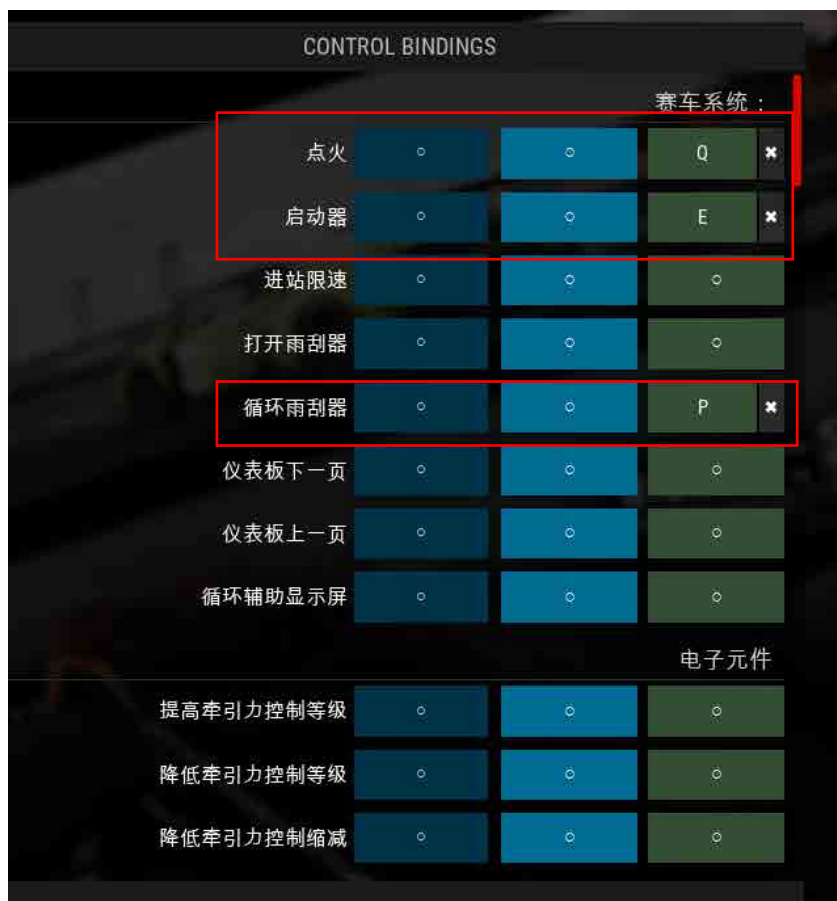 CONTROL BINDINGS
赛车系统：
点火 Q ✖
启动器 E ✖
进站限速
打开雨刮器
循环雨刮器 P ✖
仪表板下一页
仪表板上一页
循环辅助显示屏
电子元件
提高牵引力控制等级
降低牵引力控制等级
降低牵引力控制缩减